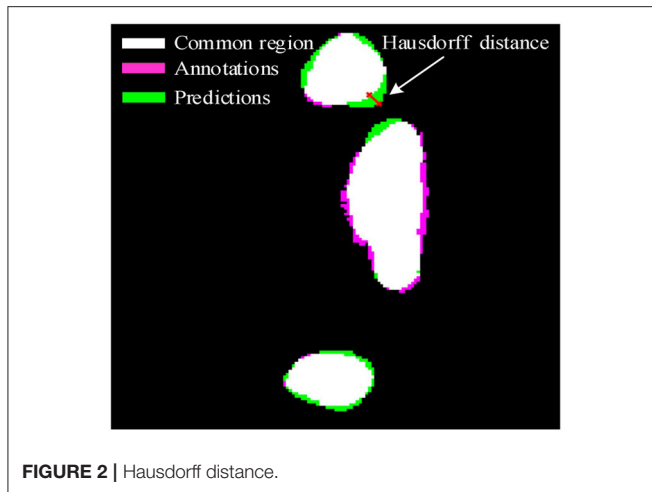 Common region
Hausdorff distance
Annotations
Predictions
FIGURE 2 | Hausdorff distance.